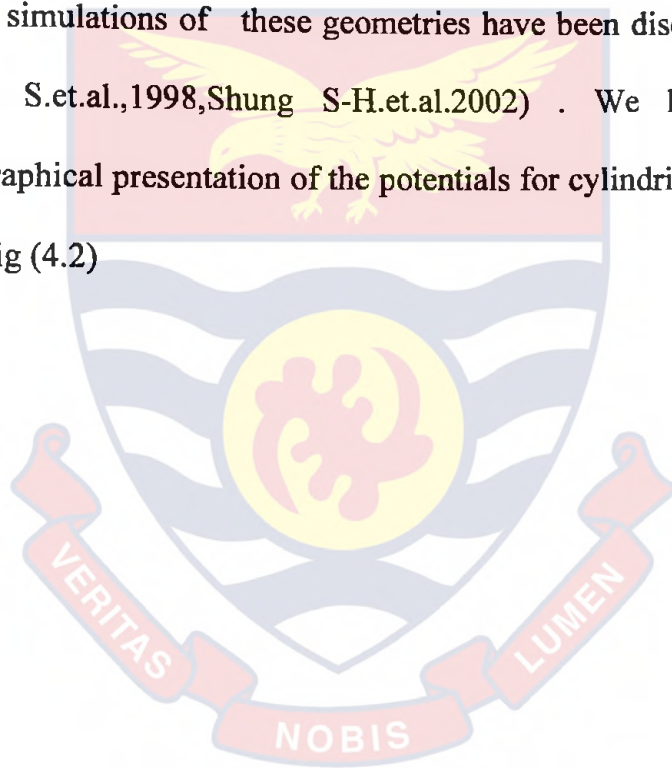 simulations of these geometries have been dis
S.et.al.,1998,Shung S-H.et.al.2002) . We
raphical presentation of the potentials for cylindri
ig (4.2)
VERITAS
NOBIS
LUMEN